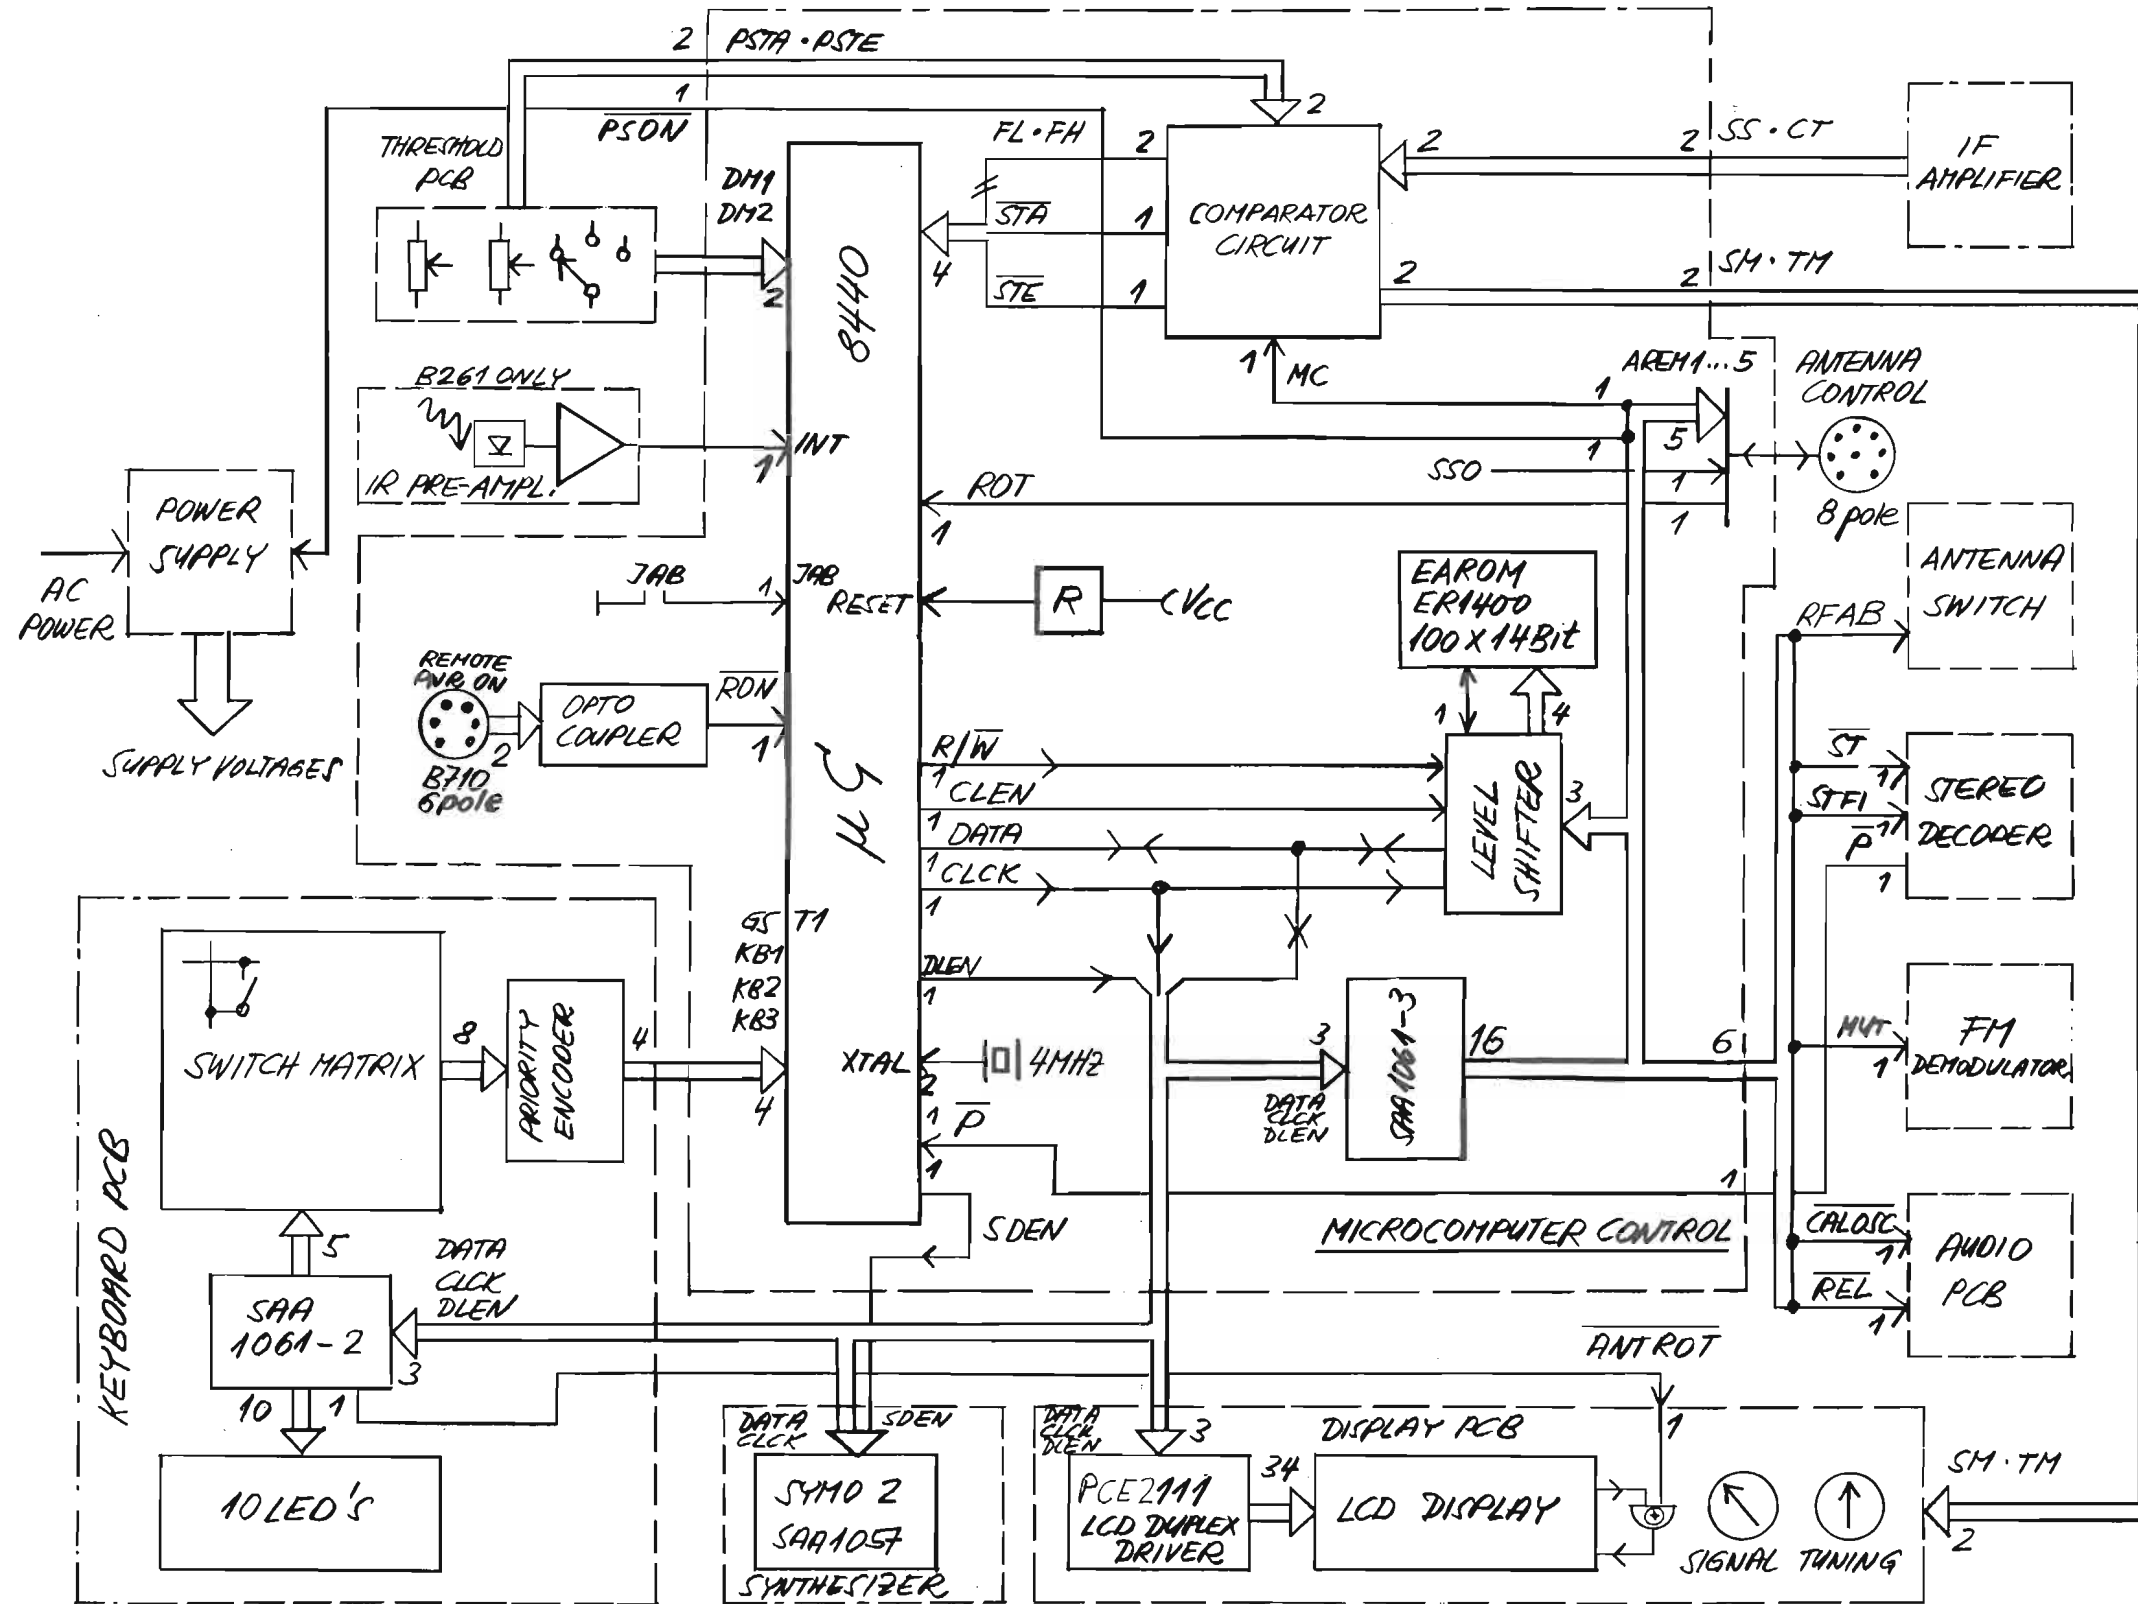 2 PSTA · PSTE
1
PSON
THRESHOLD
PCB
DM1
DM2
2
FL · FH
2
STA
1
4
STE
1
COMPARATOR
CIRCUIT
2
2
2
SS · CT
IF
AMPLIFIER
2
2
SM · TM
1
MC
8440
µC
B261 ONLY
IR PRE-AMPL.
INT
1
1
1
AREM1...5
5
SSO
1
1
ANTENNA
CONTROL
8 pole
ROT
1
POWER
SUPPLY
AC
POWER
SUPPLY VOLTAGES
JAB
1
JAB
RESET
R
VCC
EAROM
ER1400
100 X 14Bit
1
4
ANTENNA
SWITCH
RFAB
REMOTE
AVR ON
B710
6pole
2
OPTO
COUPLER
RON
1
R/W
1
CLEN
1
DATA
1
CLCK
1
LEVEL
SHIFTER
3
ST
1
STFI
1
P
1
STEREO
DECODER
GS T1
KB1
KB2
KB3
DLEN
1
SWITCH MATRIX
8
PRIORITY
ENCODER
4
4
XTAL
2
4MHZ
3
DATA
CLCK
DLEN
SAA1061-3
16
6
MUT
1
FM
DEMODULATOR
1
P
1
1
KEYBOARD PCB
5
SAA
1061-2
DATA
CLCK
DLEN
3
10
1
10 LED'S
SDEN
MICROCOMPUTER CONTROL
CALOSC
1
REL
1
AUDIO
PCB
ANTROT
1
DATA
CLCK
SDEN
SYMO 2
SAA1057
SYNTHESIZER
DATA
CLCK
DLEN
3
DISPLAY PCB
PCE2111
LCD DUPLEX
DRIVER
34
LCD DISPLAY
SIGNAL TUNING
SM · TM
2